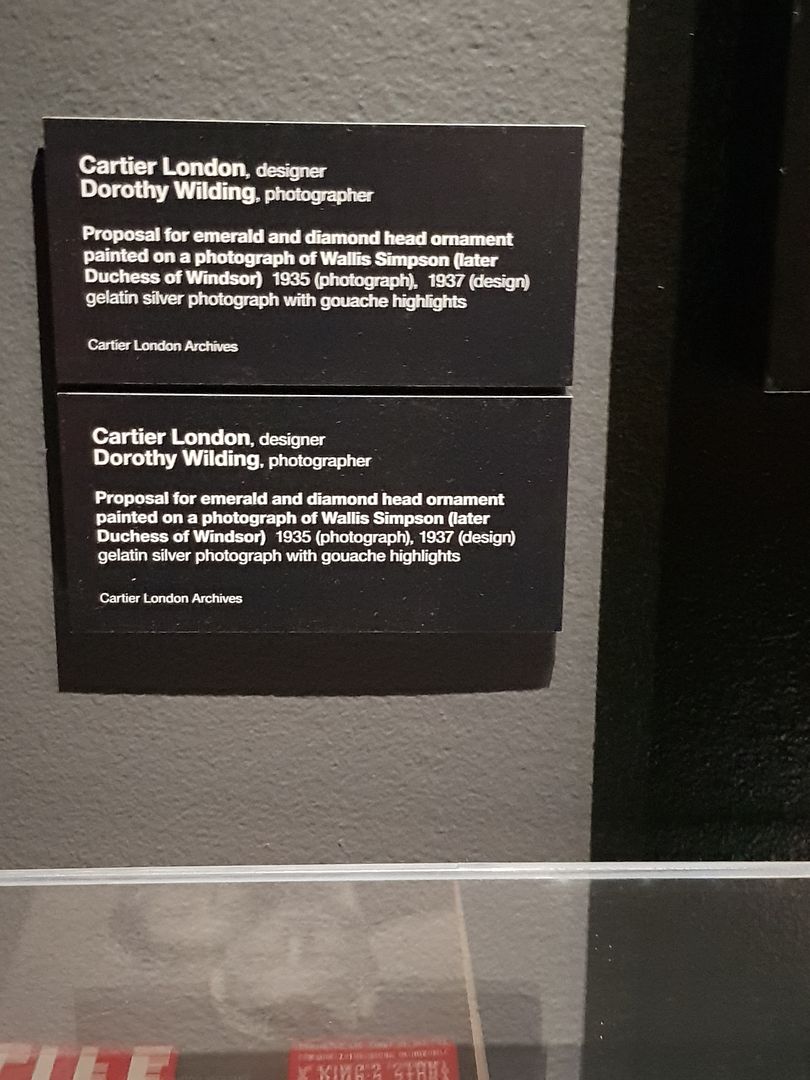 Cartier London, designer
Dorothy Wilding, photographer
Proposal for emerald and diamond head ornament
painted on a photograph of Wallis Simpson (later
Duchess of Windsor) 1935 (photograph), 1937 (design)
gelatin silver photograph with gouache highlights
Cartier London Archives
Cartier London, designer
Dorothy Wilding, photographer
Proposal for emerald and diamond head ornament
painted on a photograph of Wallis Simpson (later
Duchess of Windsor) 1935 (photograph), 1937 (design)
gelatin silver photograph with gouache highlights
Cartier London Archives